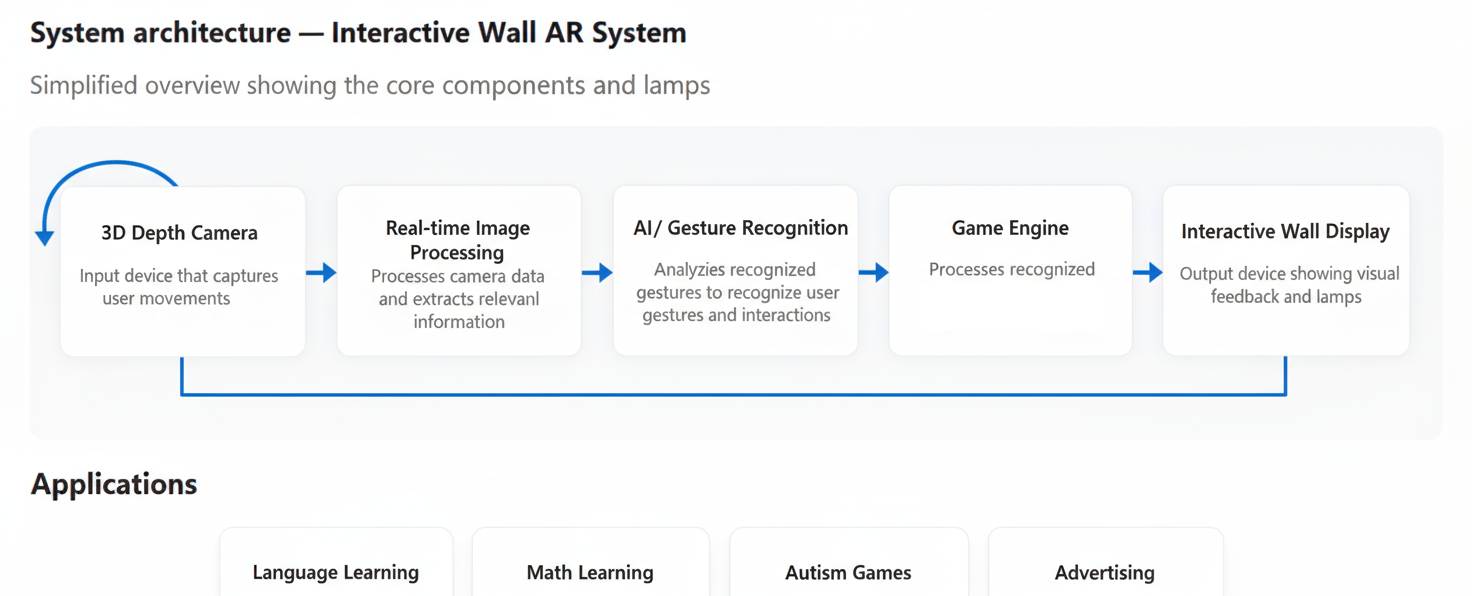 System architecture — Interactive Wall AR System
Simplified overview showing the core components and lamps
3D Depth Camera
Input device that captures
user movements
Real-time Image
Processing
Processes camera data
and extracts relevanl
information
AI/ Gesture Recognition
Analyzies recognized
gestures to recognize user
gestures and interactions
Game Engine
Processes recognized
Interactive Wall Display
Output device showing visual
feedback and lamps
Applications
Language Learning
Math Learning
Autism Games
Advertising